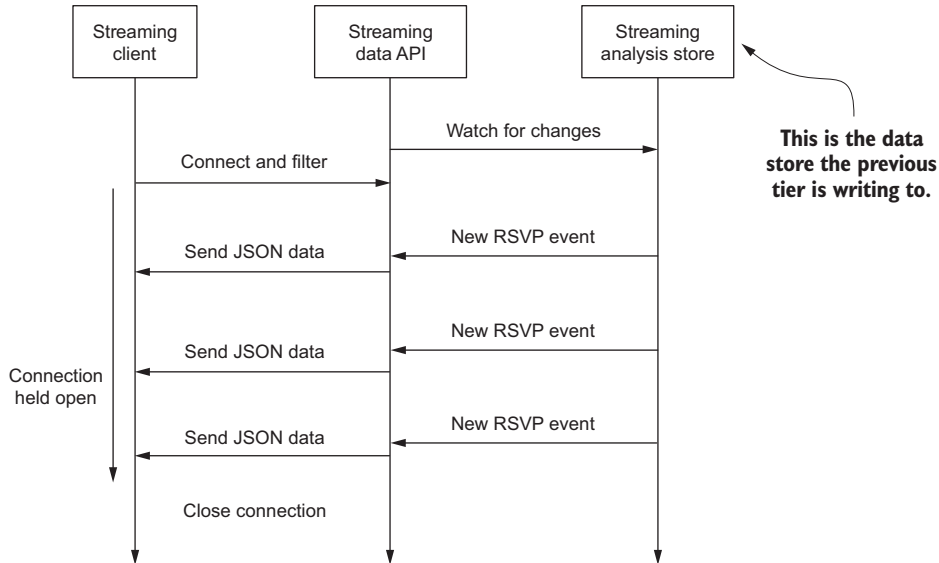 Streaming
client
Streaming
data API
Streaming
analysis store
Watch for changes
This is the data
store the previous
tier is writing to.
Connect and filter
New RSVP event
Send JSON data
New RSVP event
Send JSON data
Connection
held open
New RSVP event
Send JSON data
Close connection